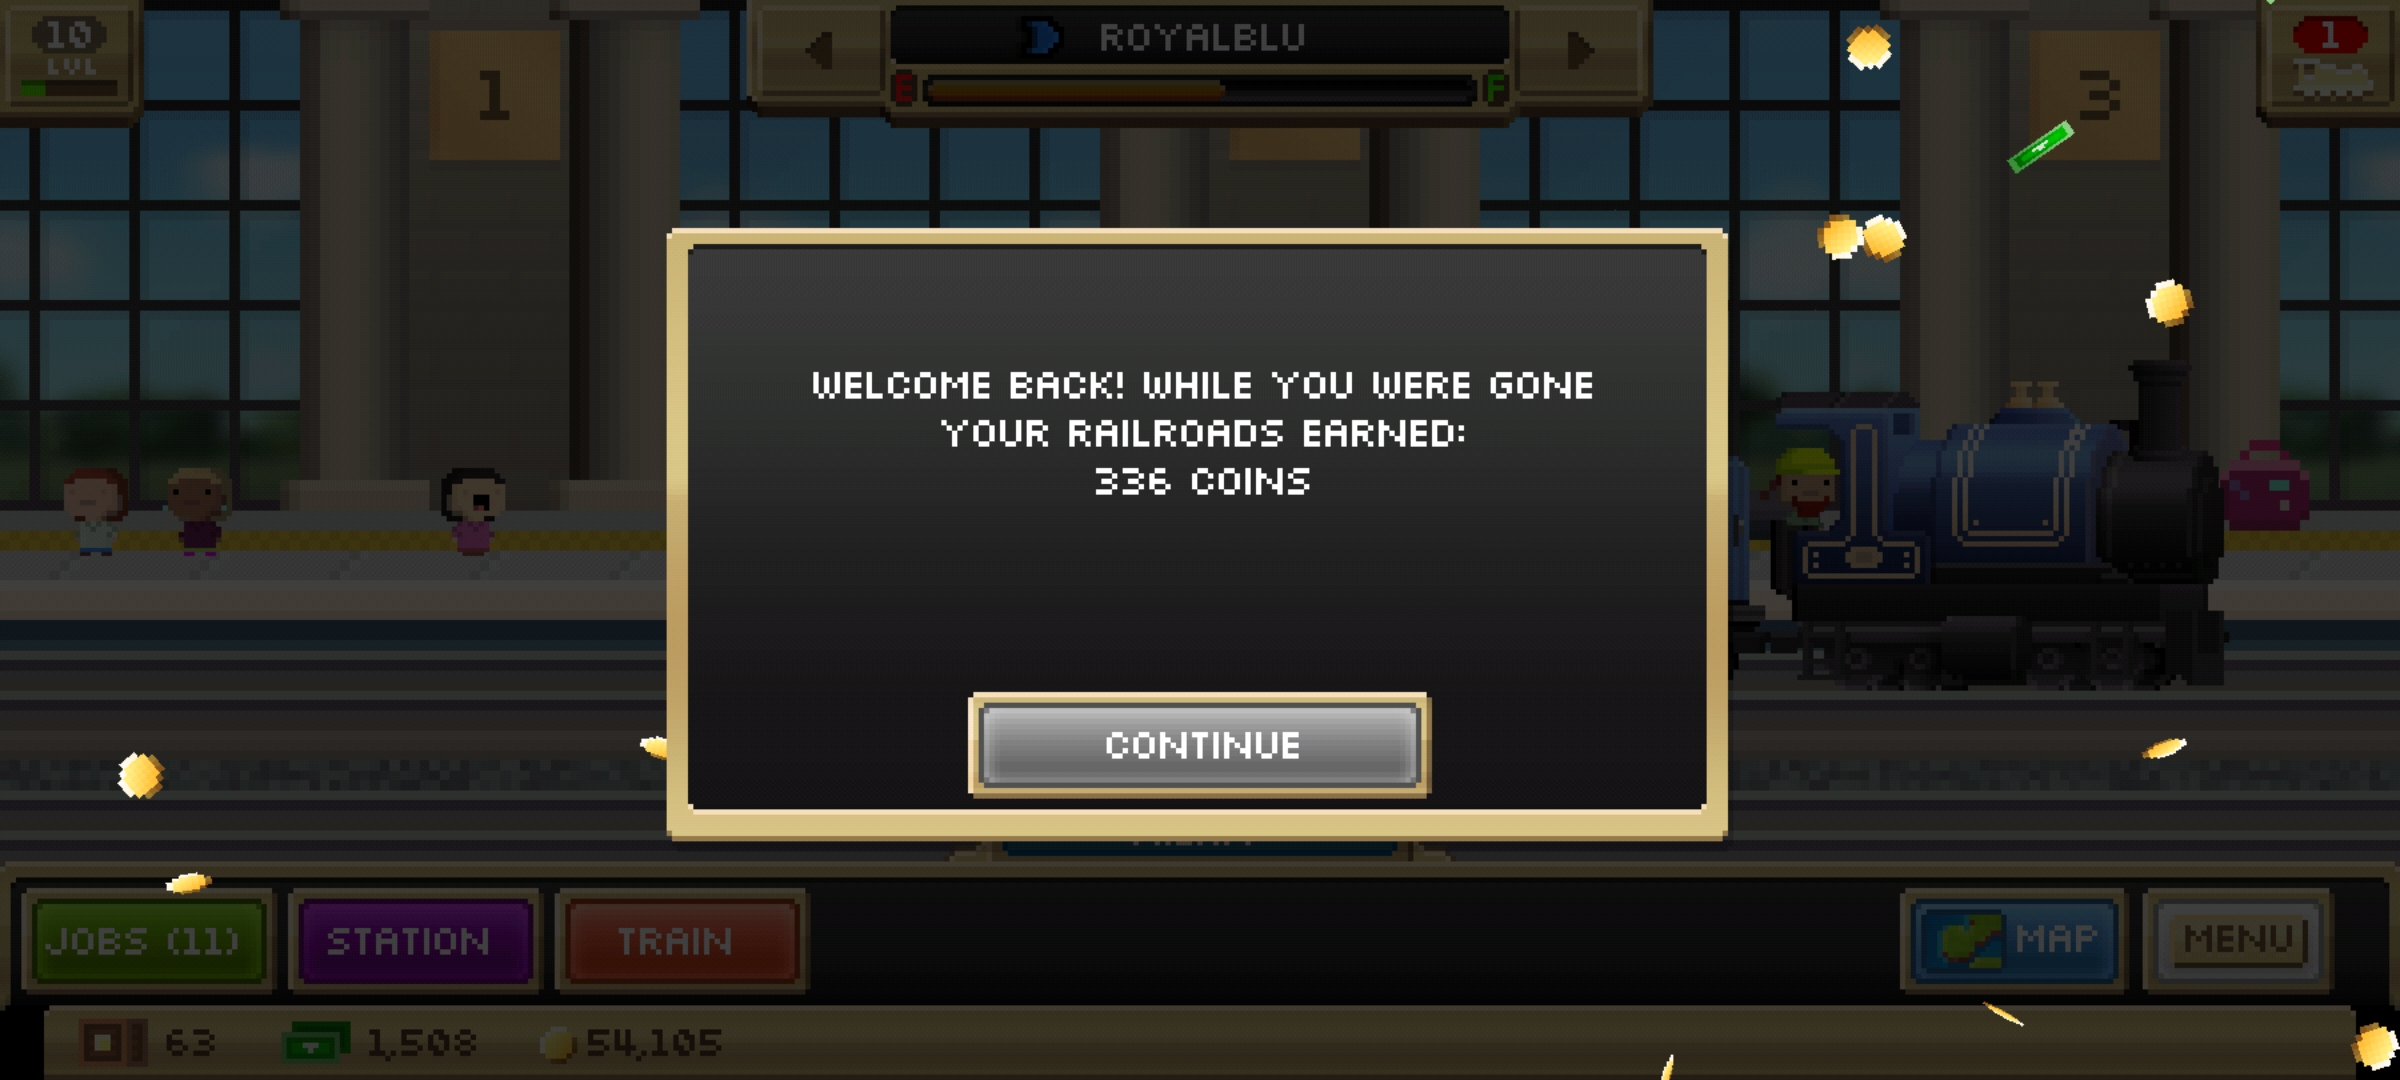 10
LVL
1
ROYALBLU
E
F
1
3
WELCOME BACK! WHILE YOU WERE GONE
YOUR RAILROADS EARNED:
336 COINS
CONTINUE
JOBS (11)
STATION
TRAIN
MAP
MENU
63
1,508
54,105